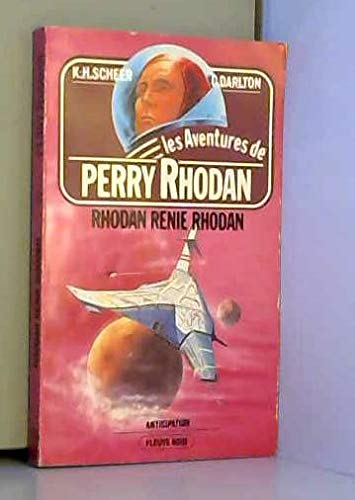 K.H. SCHEER
C. DARLTON
les Aventures de
PERRY RHODAN
RHODAN RENIE RHODAN
ANTICIPATION
FLEUVE NOIR